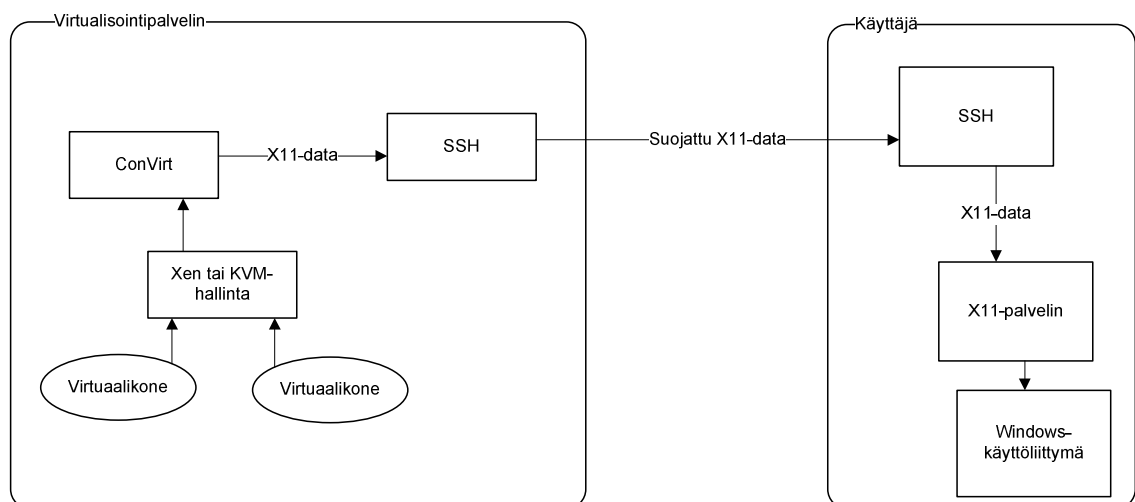 Virtualisointipalvelin
Käyttäjä
SSH
SSH
ConVirt
X11-data
Suojattu X11-data
X11-data
Xen tai KVM-
hallinta
X11-palvelin
Virtuaalikone
Virtuaalikone
Windows-
käyttöliittymä